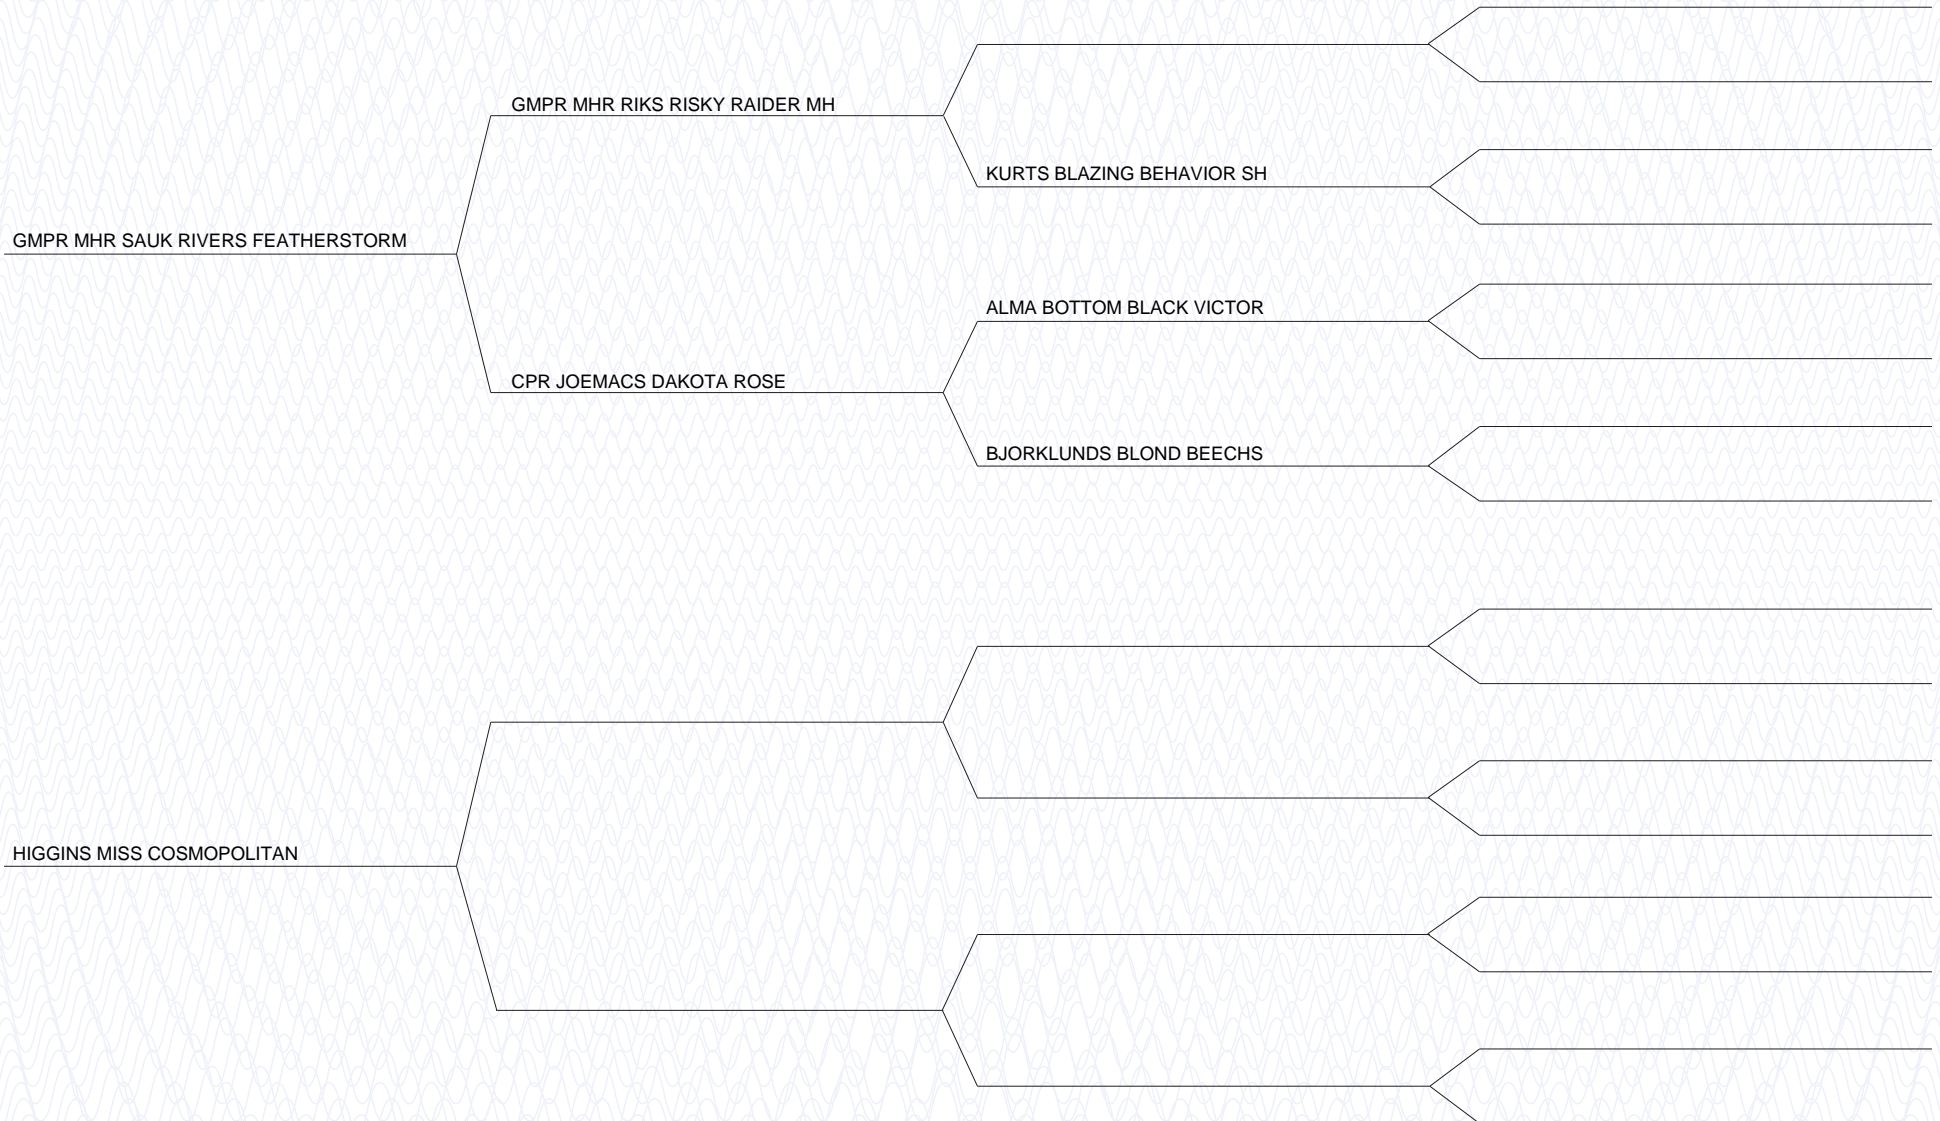 GMPR MHR RIKS RISKY RAIDER MH
KURTS BLAZING BEHAVIOR SH
GMPR MHR SAUK RIVERS FEATHERSTORM
ALMA BOTTOM BLACK VICTOR
CPR JOEMACS DAKOTA ROSE
BJORKLUNDS BLOND BEECHS
HIGGINS MISS COSMOPOLITAN